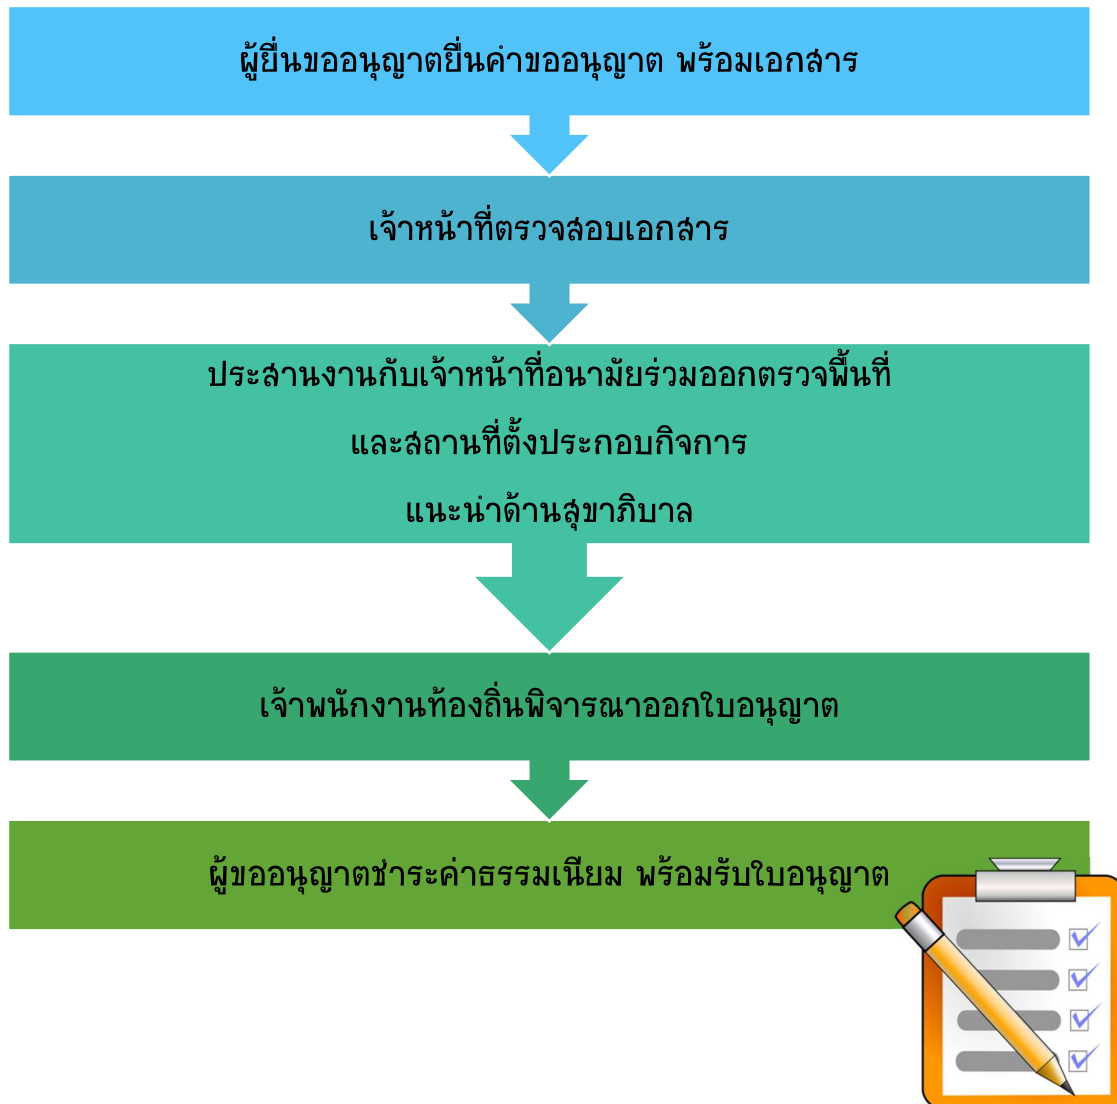 ผู้ยื่นขออนุญาตยื่นคำขออนุญาต พร้อมเอกสาร
เจ้าหน้าที่ตรวจสอบเอกสาร
ประสานงานกับเจ้าหน้าที่อนามัยร่วมออกตรวจพื้นที่
และสถานที่ตั้งประกอบกิจการ
แนะนำด้านสุขาภิบาล
เจ้าพนักงานท้องถิ่นพิจารณาออกใบอนุญาต
ผู้ขออนุญาตชำระค่าธรรมเนียม พร้อมรับใบอนุญาต